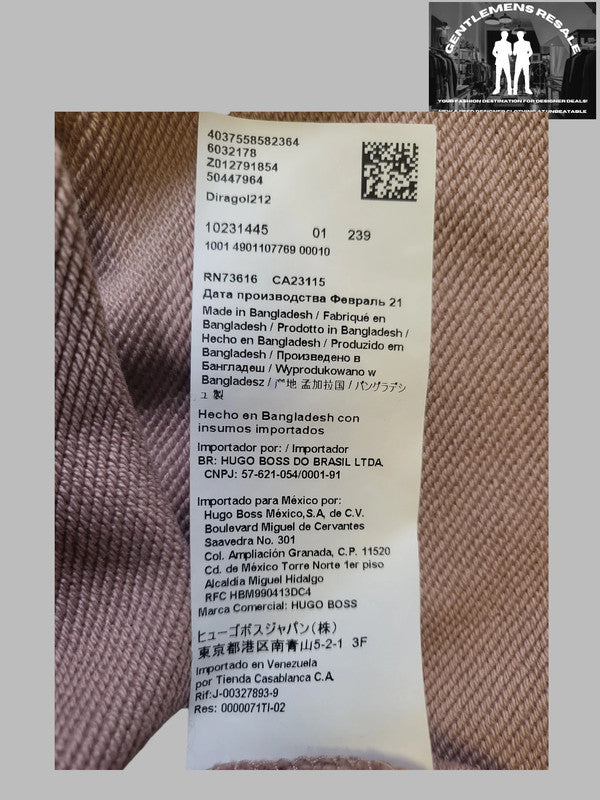 GENTLEMENS RESALE
YOUR FASHION DESTINATION FOR DESIGNER DEALS!
4037558582364
6032178
Z012791854
50447964
Diragol212
10231445 01 239
1001 4901107769 00010
RN73616 CA23115
Дата производства Февраль 21
Made in Bangladesh / Fabriqué en
Bangladesh / Prodotto in Bangladesh /
Hecho en Bangladesh / Produzido em
Bangladesh / Произведено в
Бангладеш / Wyprodukowano w
Bangladesz / 产地 孟加拉国 / バングラデシ
ュ 製
Hecho en Bangladesh con
insumos importados
Importador por: / Importador
BR: HUGO BOSS DO BRASIL LTDA.
CNPJ: 57-621-054/0001-91
Importado para México por:
Hugo Boss México,S.A, de C.V.
Boulevard Miguel de Cervantes
Saavedra No. 301
Col. Ampliación Granada, C.P. 11520
Cd. de México Torre Norte 1er piso
Alcaldía Miguel Hidalgo
RFC HBM990413DC4
Marca Comercial: HUGO BOSS
ヒューゴボスジャパン(株)
東京都港区南青山5-2-1 3F
Importado en Venezuela
por Tienda Casablanca C.A.
Rif:J-00327893-9
Res: 0000071TI-02